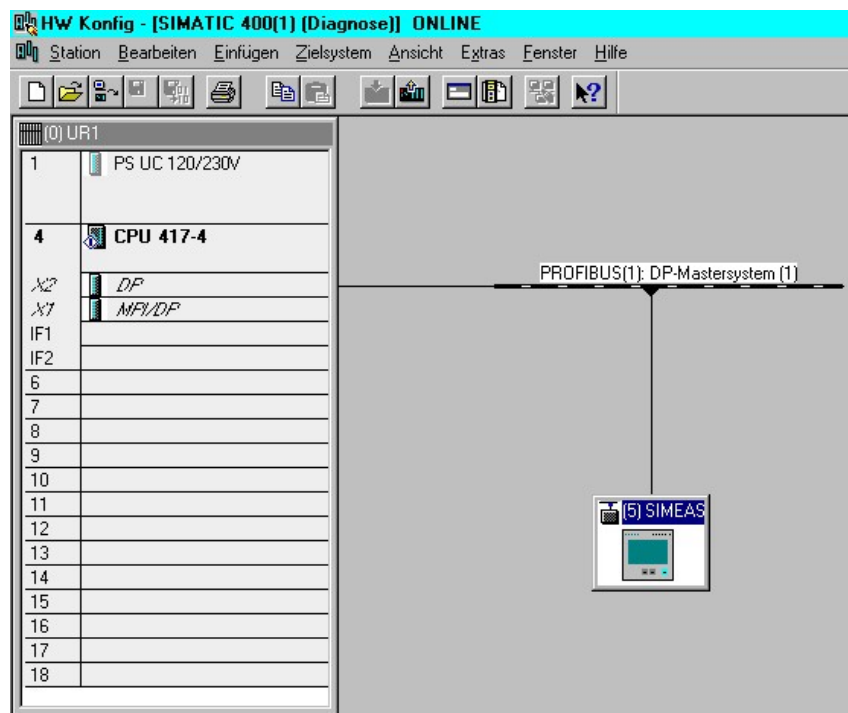 HW Konfig - [SIMATIC 400(1) (Diagnose)] ONLINE
Station Bearbeiten Einfügen Zielsystem Ansicht Extras Fenster Hilfe
(0) UR1
1 PS UC 120/230V
4 CPU 417-4
X2 DP
X1 MPI/DP
IF1
IF2
6
7
8
9
10
11
12
13
14
15
16
17
18
PROFIBUS(1): DP-Mastersystem (1)
(5) SIMEAS